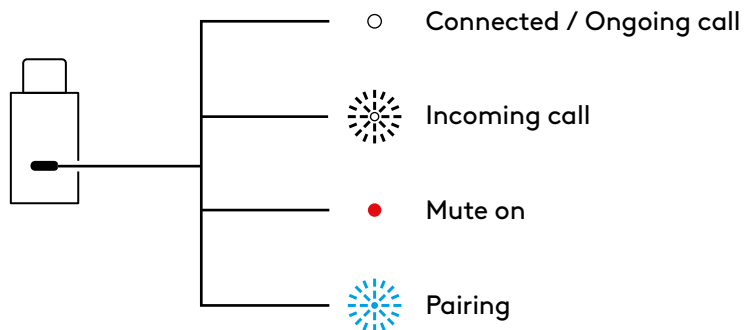 Connected / Ongoing call
Incoming call
Mute on
Pairing